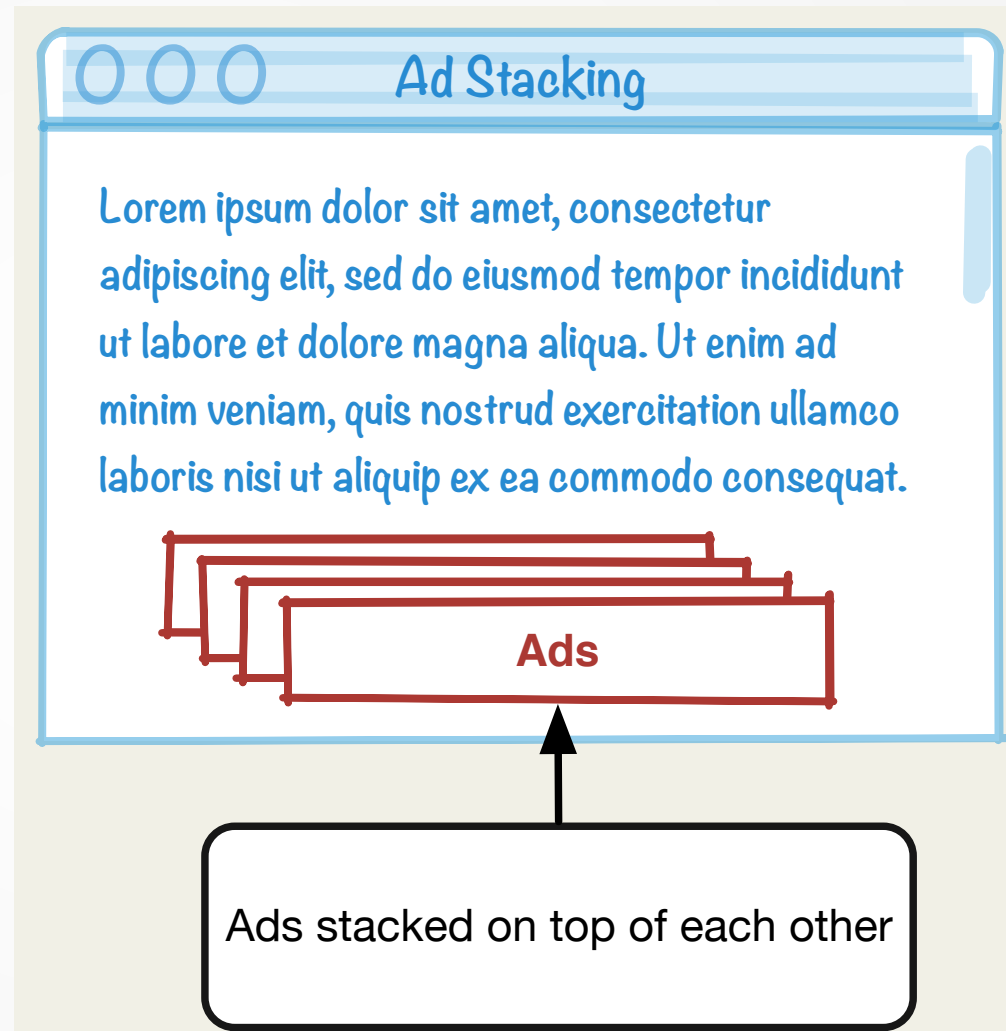 Ad Stacking
Lorem ipsum dolor sit amet, consectetur
adipiscing elit, sed do eiusmod tempor incididunt
ut labore et dolore magna aliqua. Ut enim ad
minim veniam, quis nostrud exercitation ullamco
laboris nisi ut aliquip ex ea commodo consequat.
Ads
Ads stacked on top of each other